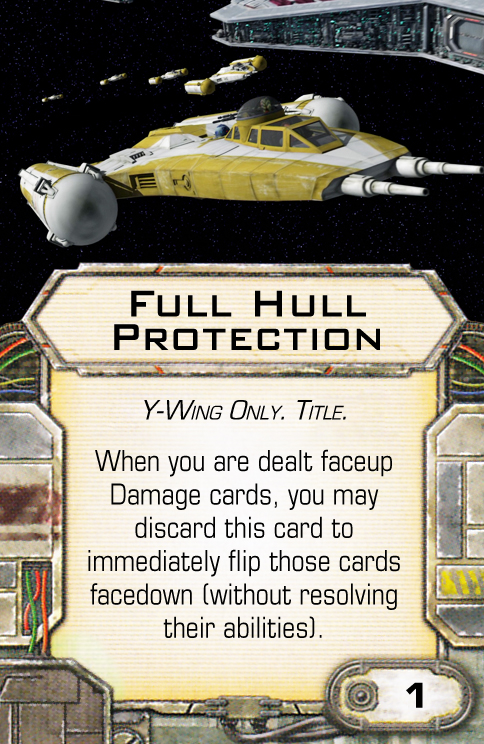 Full Hull
Protection
Y-Wing Only. Title.
When you are dealt faceup
Damage cards, you may
discard this card to
immediately flip those cards
facedown (without resolving
their abilities).
1